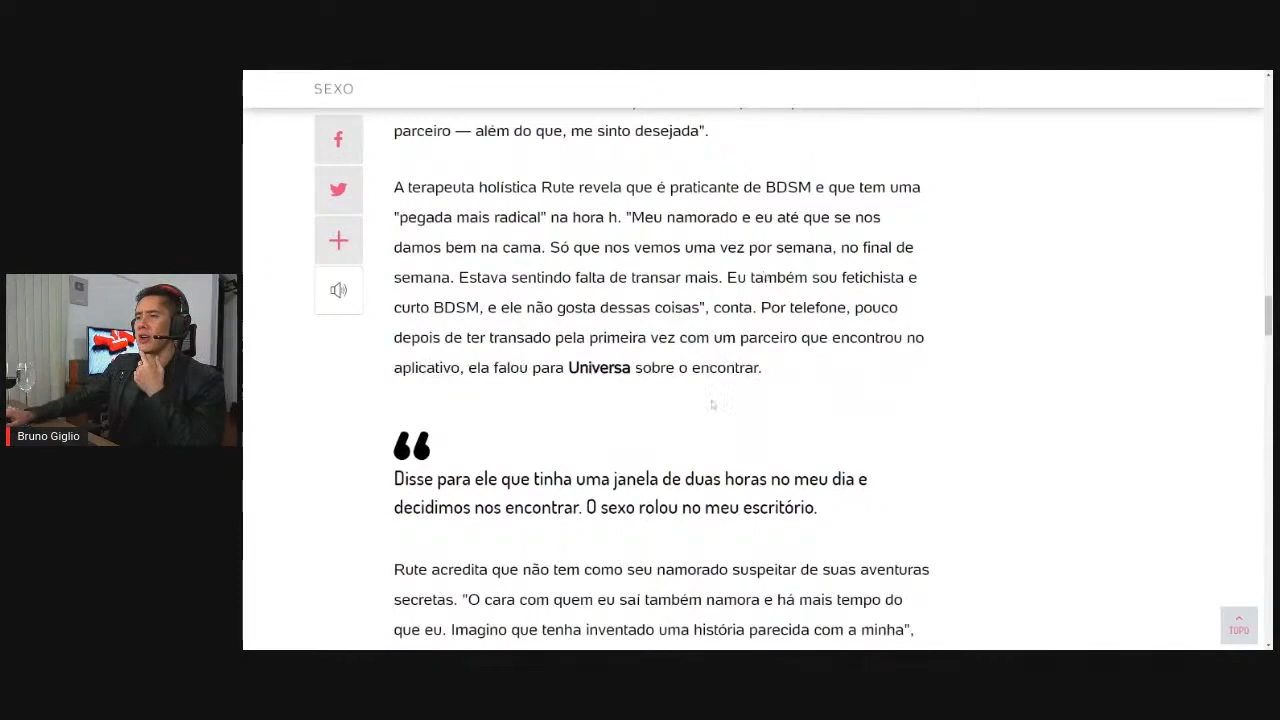 SEXO
parceiro — além do que, me sinto desejada".
A terapeuta holística Rute revela que é praticante de BDSM e que tem uma
"pegada mais radical" na hora h. "Meu namorado e eu até que se nos
damos bem na cama. Só que nos vemos uma vez por semana, no final de
semana. Estava sentindo falta de transar mais. Eu também sou fetichista e
curto BDSM, e ele não gosta dessas coisas", conta. Por telefone, pouco
depois de ter transado pela primeira vez com um parceiro que encontrou no
aplicativo, ela falou para Universa sobre o encontrar.
Disse para ele que tinha uma janela de duas horas no meu dia e
decidimos nos encontrar. O sexo rolou no meu escritório.
Rute acredita que não tem como seu namorado suspeitar de suas aventuras
secretas. "O cara com quem eu saí também namora e há mais tempo do
que eu. Imagino que tenha inventado uma história parecida com a minha",
TOPO
Bruno Giglio